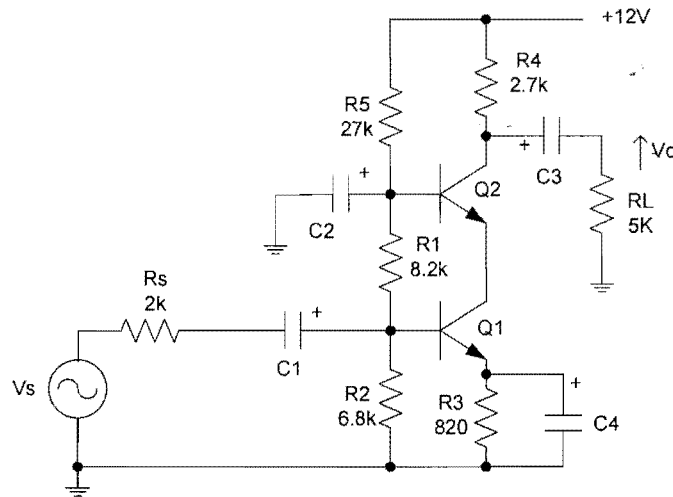 +12V
R4
2.7k
R5
27k
+
C3
Vo
RL
5K
+
C2
Q2
R1
8.2k
Rs
2k
+
C1
Q1
Vs
R2
6.8k
R3
820
+
C4